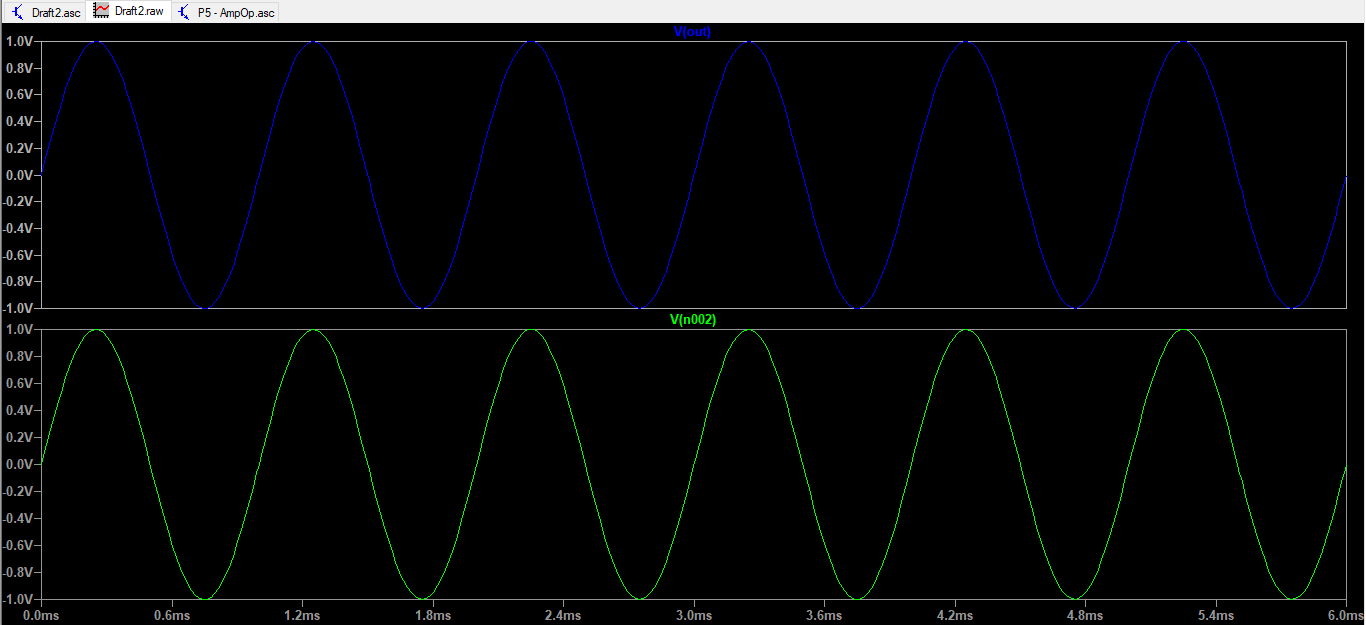 Draft2.asc Draft2.raw P5 - AmpOp.asc
V(out)
1.0V
0.8V
0.6V
0.4V
0.2V
0.0V
-0.2V
-0.4V
-0.6V
-0.8V
-1.0V
V(n002)
1.0V
0.8V
0.6V
0.4V
0.2V
0.0V
-0.2V
-0.4V
-0.6V
-0.8V
-1.0V
0.0ms 0.6ms 1.2ms 1.8ms 2.4ms 3.0ms 3.6ms 4.2ms 4.8ms 5.4ms 6.0ms